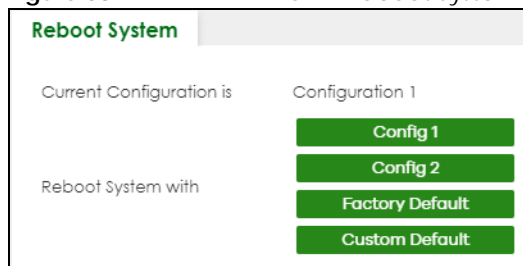 Reboot System
Current Configuration is Configuration 1
Config 1
Config 2
Reboot System with
Factory Default
Custom Default